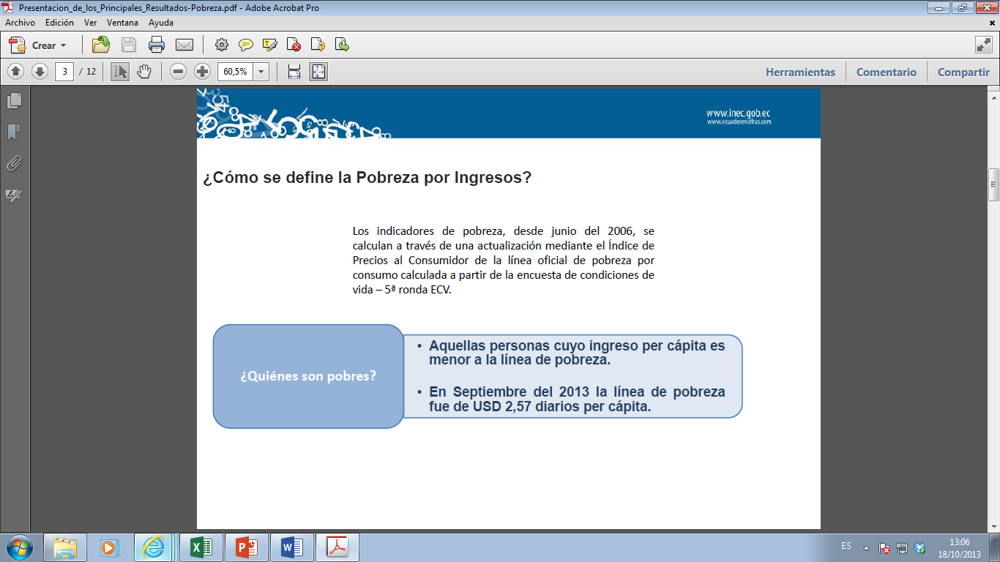 Presentacion_de_los_Principales_Resultados-Pobreza.pdf - Adobe Acrobat Pro
Archivo Edición Ver Ventana Ayuda
Crear
3 / 12 60,5% Herramientas Comentario Compartir
www.inec.gob.ec
www.ecuadorencifras.com
¿Cómo se define la Pobreza por Ingresos?
Los indicadores de pobreza, desde junio del 2006, se
calculan a través de una actualización mediante el Índice de
Precios al Consumidor de la línea oficial de pobreza por
consumo calculada a partir de la encuesta de condiciones de
vida – 5ª ronda ECV.
¿Quiénes son pobres?
• Aquellas personas cuyo ingreso per cápita es
menor a la línea de pobreza.
• En Septiembre del 2013 la línea de pobreza
fue de USD 2,57 diarios per cápita.
ES
13:06
18/10/2013